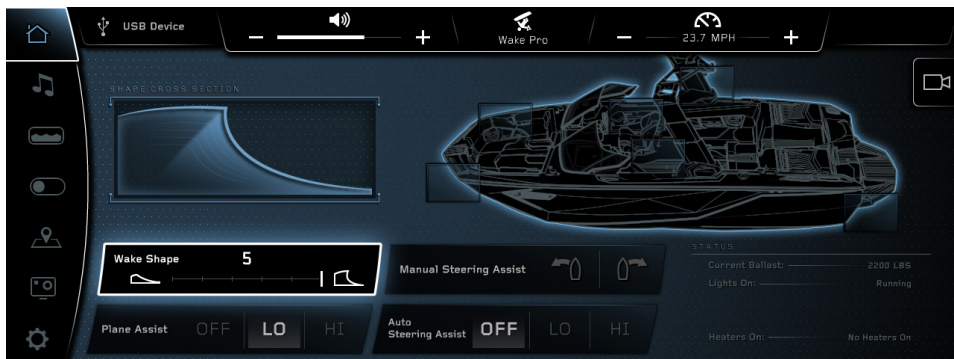 USB Device
Wake Pro
23.7 MPH
SHAPE CROSS SECTION
Wake Shape 5
Manual Steering Assist
STATUS
Current Ballast: 2200 LBS
Lights On: Running
Plane Assist OFF LO HI
Auto
Steering Assist OFF LO HI
Heaters On: No Heaters On